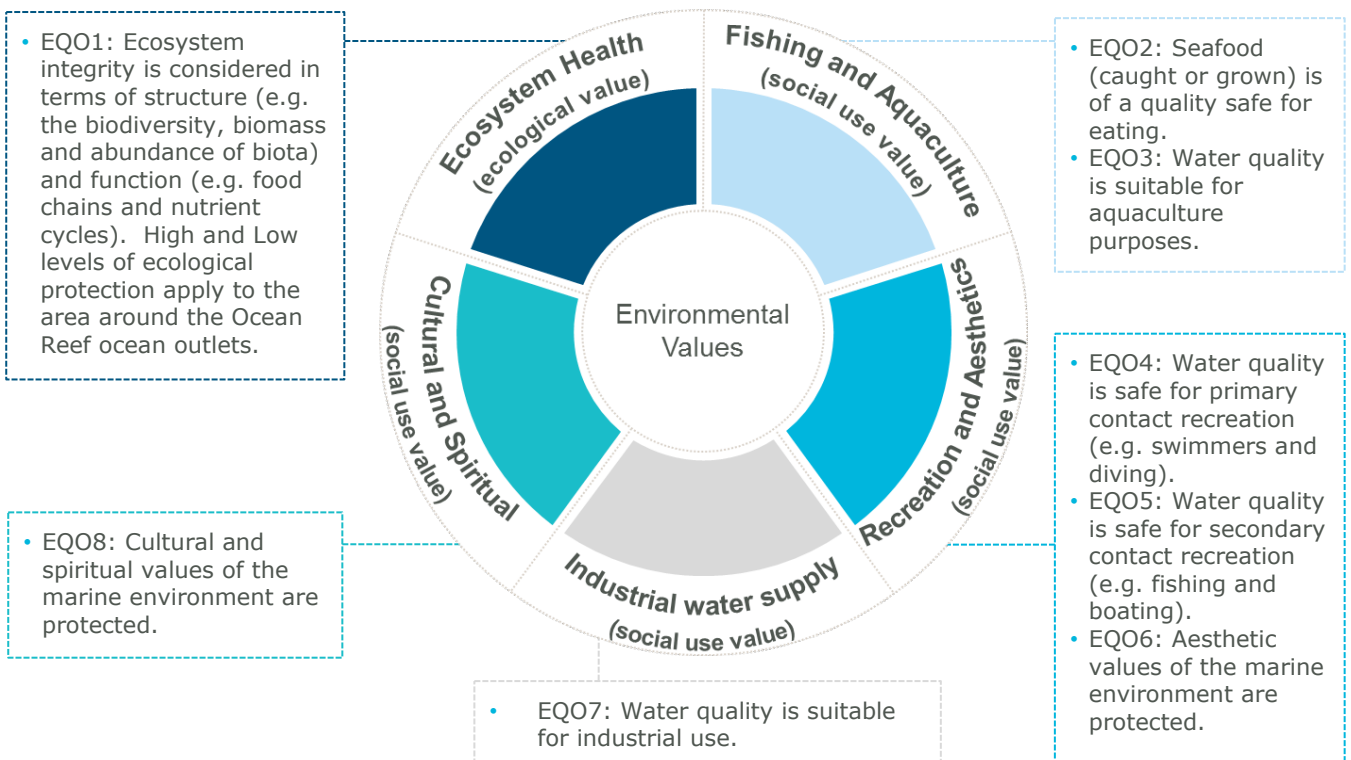 • EQO1: Ecosystem
integrity is considered in
terms of structure (e.g.
the biodiversity, biomass
and abundance of biota)
and function (e.g. food
chains and nutrient
cycles).  High and Low
levels of ecological
protection apply to the
area around the Ocean
Reef ocean outlets.
Ecosystem Health
(ecological value)
Fishing and Aquaculture
(social use value)
• EQO2: Seafood
(caught or grown) is
of a quality safe for
eating.
• EQO3: Water quality
is suitable for
aquaculture
purposes.
Environmental
Values
Cultural and Spiritual
(social use value)
Recreation and Aesthetics
(social use value)
• EQO4: Water quality
is safe for primary
contact recreation
(e.g. swimmers and
diving).
• EQO5: Water quality
is safe for secondary
contact recreation
(e.g. fishing and
boating).
• EQO6: Aesthetic
values of the marine
environment are
protected.
• EQO8: Cultural and
spiritual values of the
marine environment are
protected.
Industrial water supply
(social use value)
• EQO7: Water quality is suitable
for industrial use.